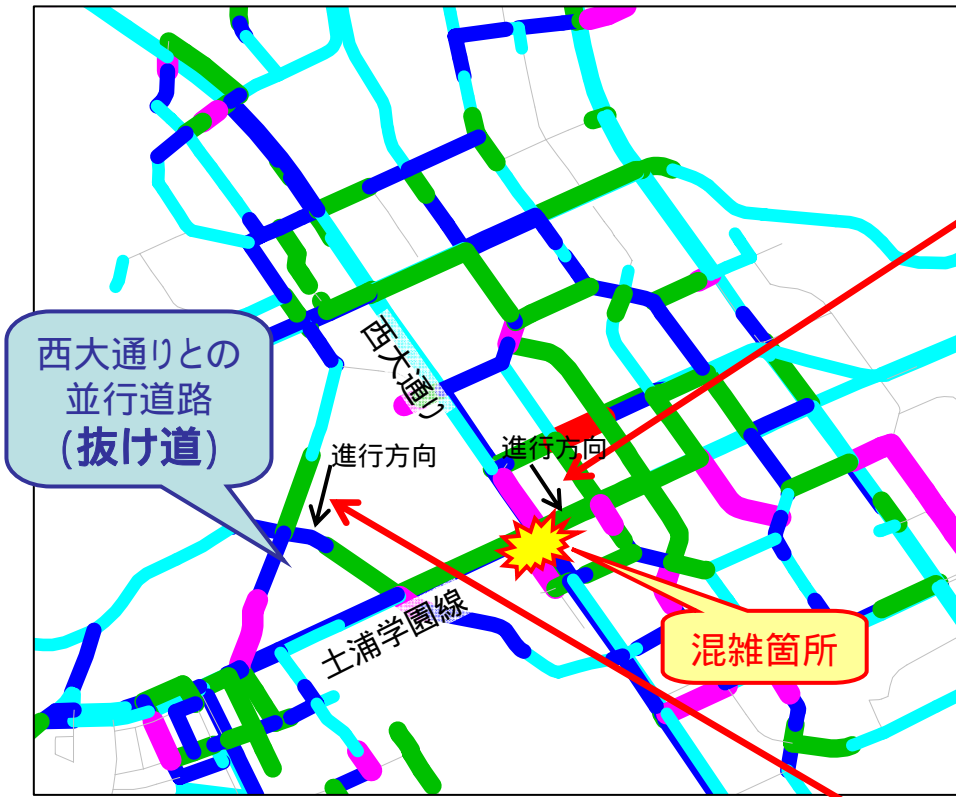 西大通り
西大通りとの
並行道路
(抜け道)
進行方向
進行方向
土浦学園線
混雑箇所